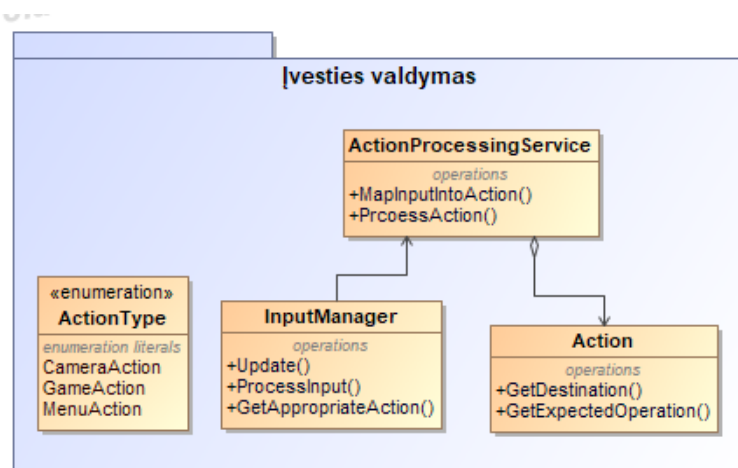 Įvesties valdymas
ActionProcessingService
operations
+MapInputIntoAction()
+PrcoessAction()
«enumeration»
ActionType
enumeration literals
CameraAction
GameAction
MenuAction
InputManager
operations
+Update()
+ProcessInput()
+GetAppropriateAction()
Action
operations
+GetDestination()
+GetExpectedOperation()